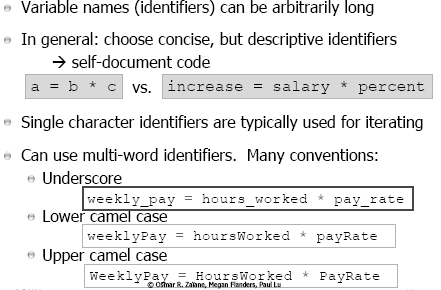 Variable names (identifiers) can be arbitrarily long
In general: choose concise, but descriptive identifiers
→ self-document code
a = b * c vs. increase = salary * percent
Single character identifiers are typically used for iterating
Can use multi-word identifiers. Many conventions:
Underscore
weekly_pay = hours_worked * pay_rate
Lower camel case
weeklyPay = hoursWorked * payRate
Upper camel case
WeeklyPay = HoursWorked * PayRate
© Osmar R. Zaïane, Megan Flanders, Paul Lu